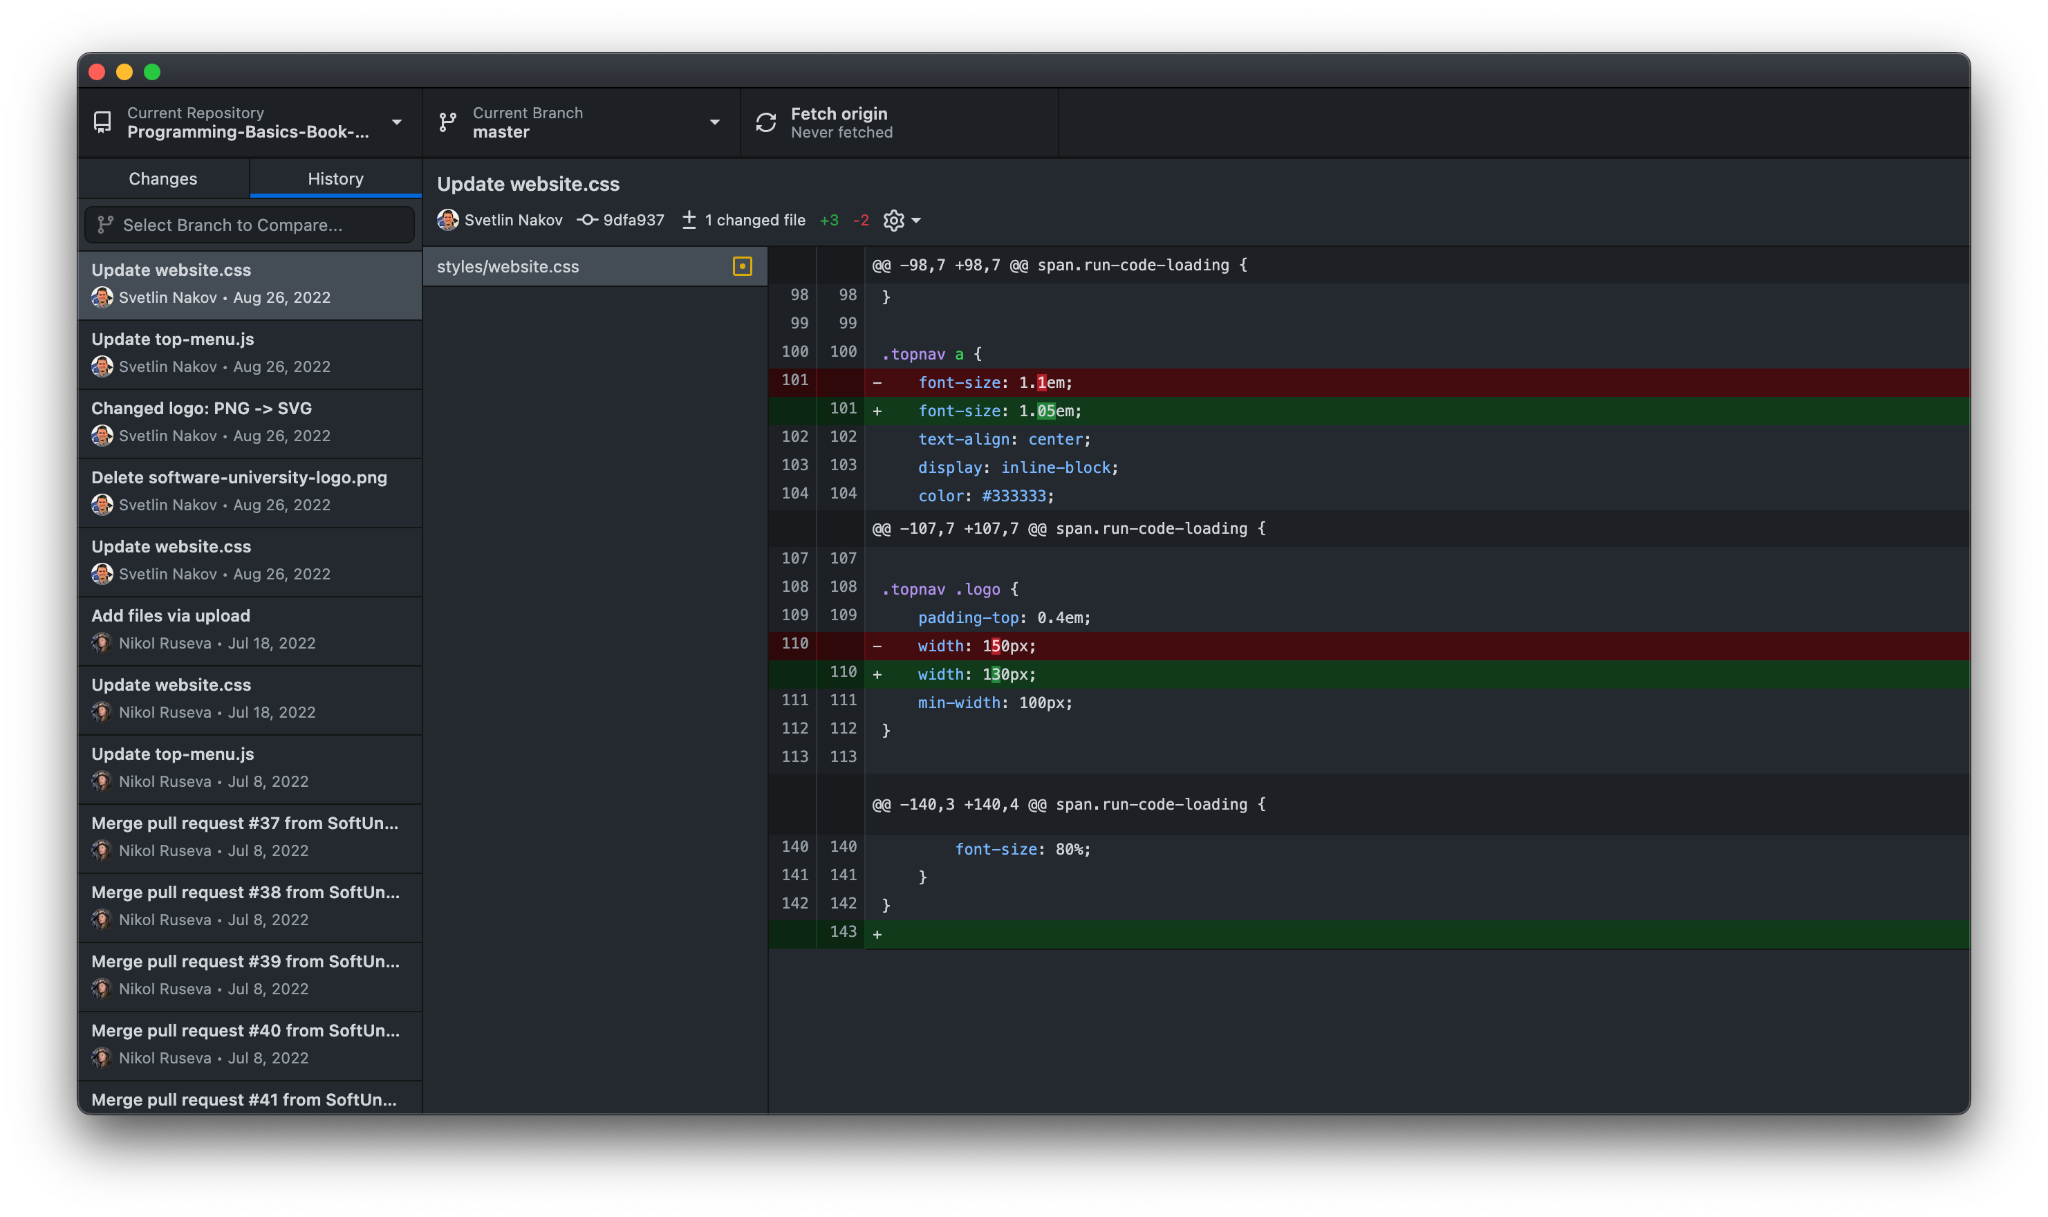 Current Repository
Programming-Basics-Book-...
Current Branch
master
Fetch origin
Never fetched
Changes
History
Select Branch to Compare...
Update website.css
Svetlin Nakov • Aug 26, 2022
Update top-menu.js
Svetlin Nakov • Aug 26, 2022
Changed logo: PNG -> SVG
Svetlin Nakov • Aug 26, 2022
Delete software-university-logo.png
Svetlin Nakov • Aug 26, 2022
Update website.css
Svetlin Nakov • Aug 26, 2022
Add files via upload
Nikol Ruseva • Jul 18, 2022
Update website.css
Nikol Ruseva • Jul 18, 2022
Update top-menu.js
Nikol Ruseva • Jul 8, 2022
Merge pull request #37 from SoftUn...
Nikol Ruseva • Jul 8, 2022
Merge pull request #38 from SoftUn...
Nikol Ruseva • Jul 8, 2022
Merge pull request #39 from SoftUn...
Nikol Ruseva • Jul 8, 2022
Merge pull request #40 from SoftUn...
Nikol Ruseva • Jul 8, 2022
Merge pull request #41 from SoftUn...
Update website.css
Svetlin Nakov 9dfa937 1 changed file +3 -2
styles/website.css
@@ -98,7 +98,7 @@ span.run-code-loading {
98 98 }
99 99
100 100 .topnav a {
101 - font-size: 1.1em;
101 + font-size: 1.05em;
102 102 text-align: center;
103 103 display: inline-block;
104 104 color: #333333;
@@ -107,7 +107,7 @@ span.run-code-loading {
107 107
108 108 .topnav .logo {
109 109 padding-top: 0.4em;
110 - width: 150px;
110 + width: 130px;
111 111 min-width: 100px;
112 112 }
113 113
@@ -140,3 +140,4 @@ span.run-code-loading {
140 140 font-size: 80%;
141 141 }
142 142 }
143 +